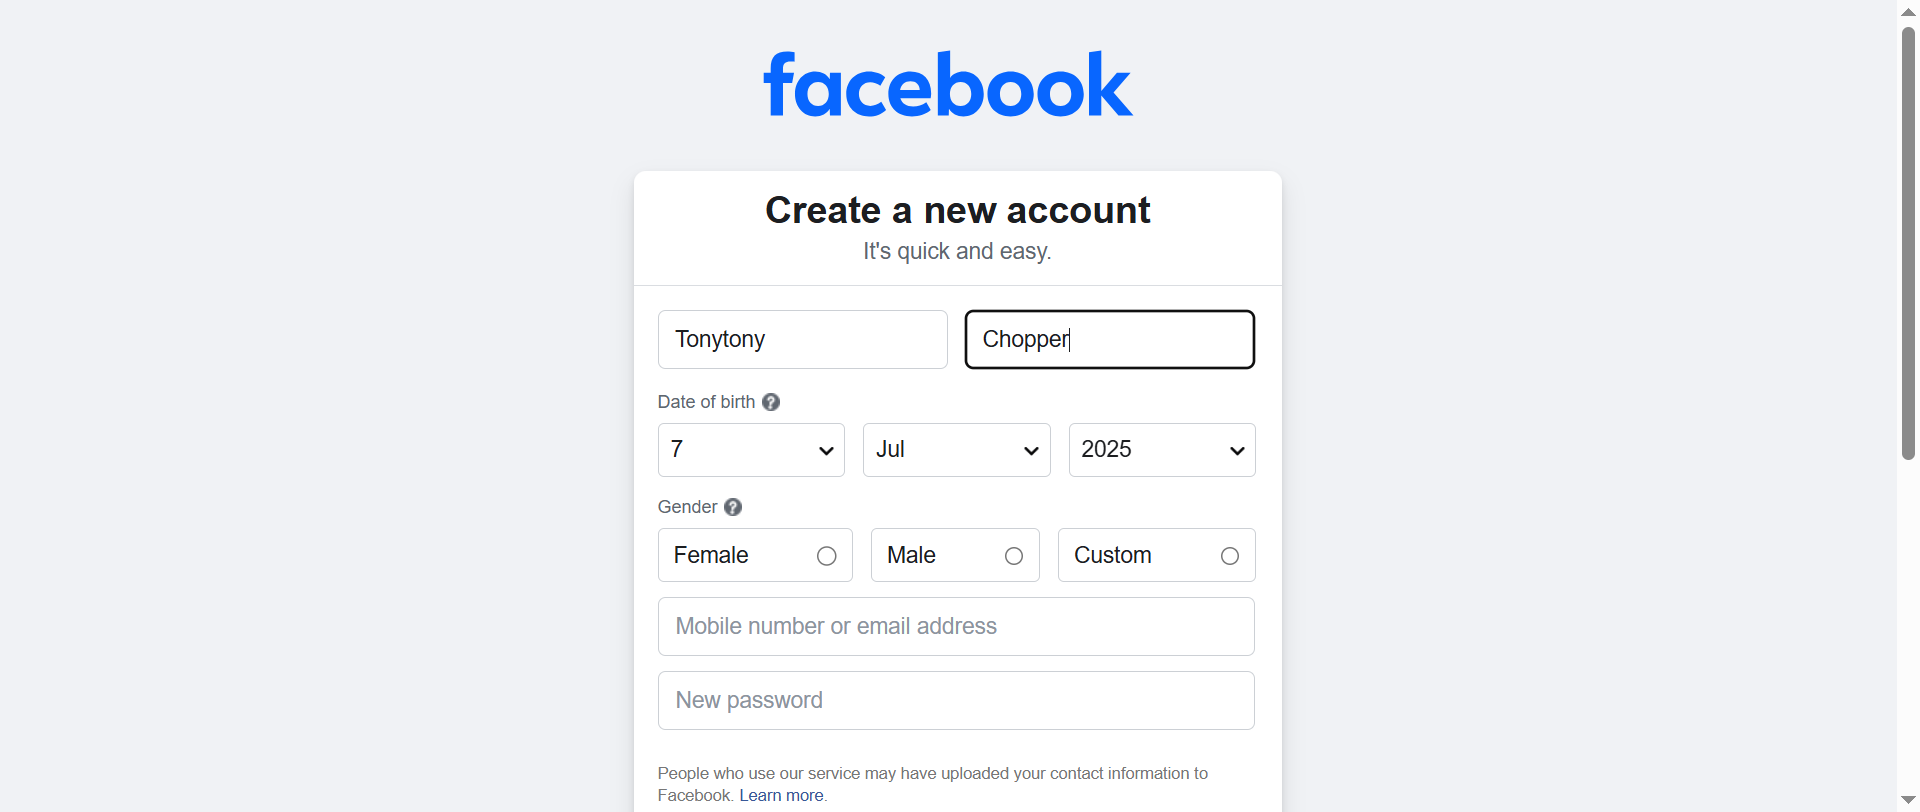 facebook
Create a new account
It's quick and easy.
Tonytony Chopper
Date of birth ?
7 Jul 2025
Gender ?
Female Male Custom
Mobile number or email address
New password
People who use our service may have uploaded your contact information to
Facebook. Learn more.